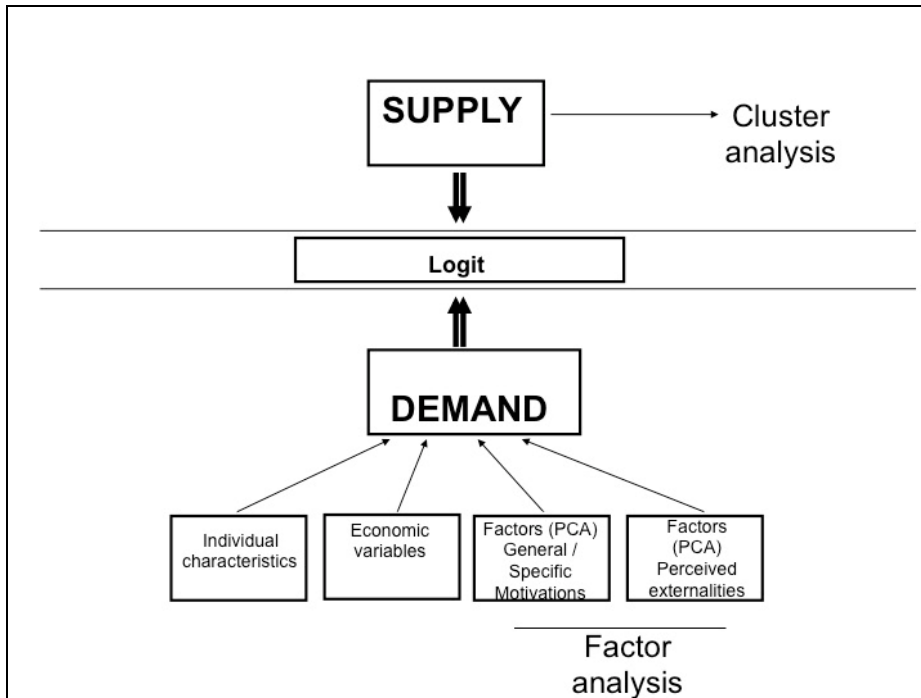 SUPPLY
Cluster
analysis
Logit
DEMAND
Individual
characteristics
Economic
variables
Factors (PCA)
General /
Specific
Motivations
Factors
(PCA)
Perceived
externalities
Factor
analysis